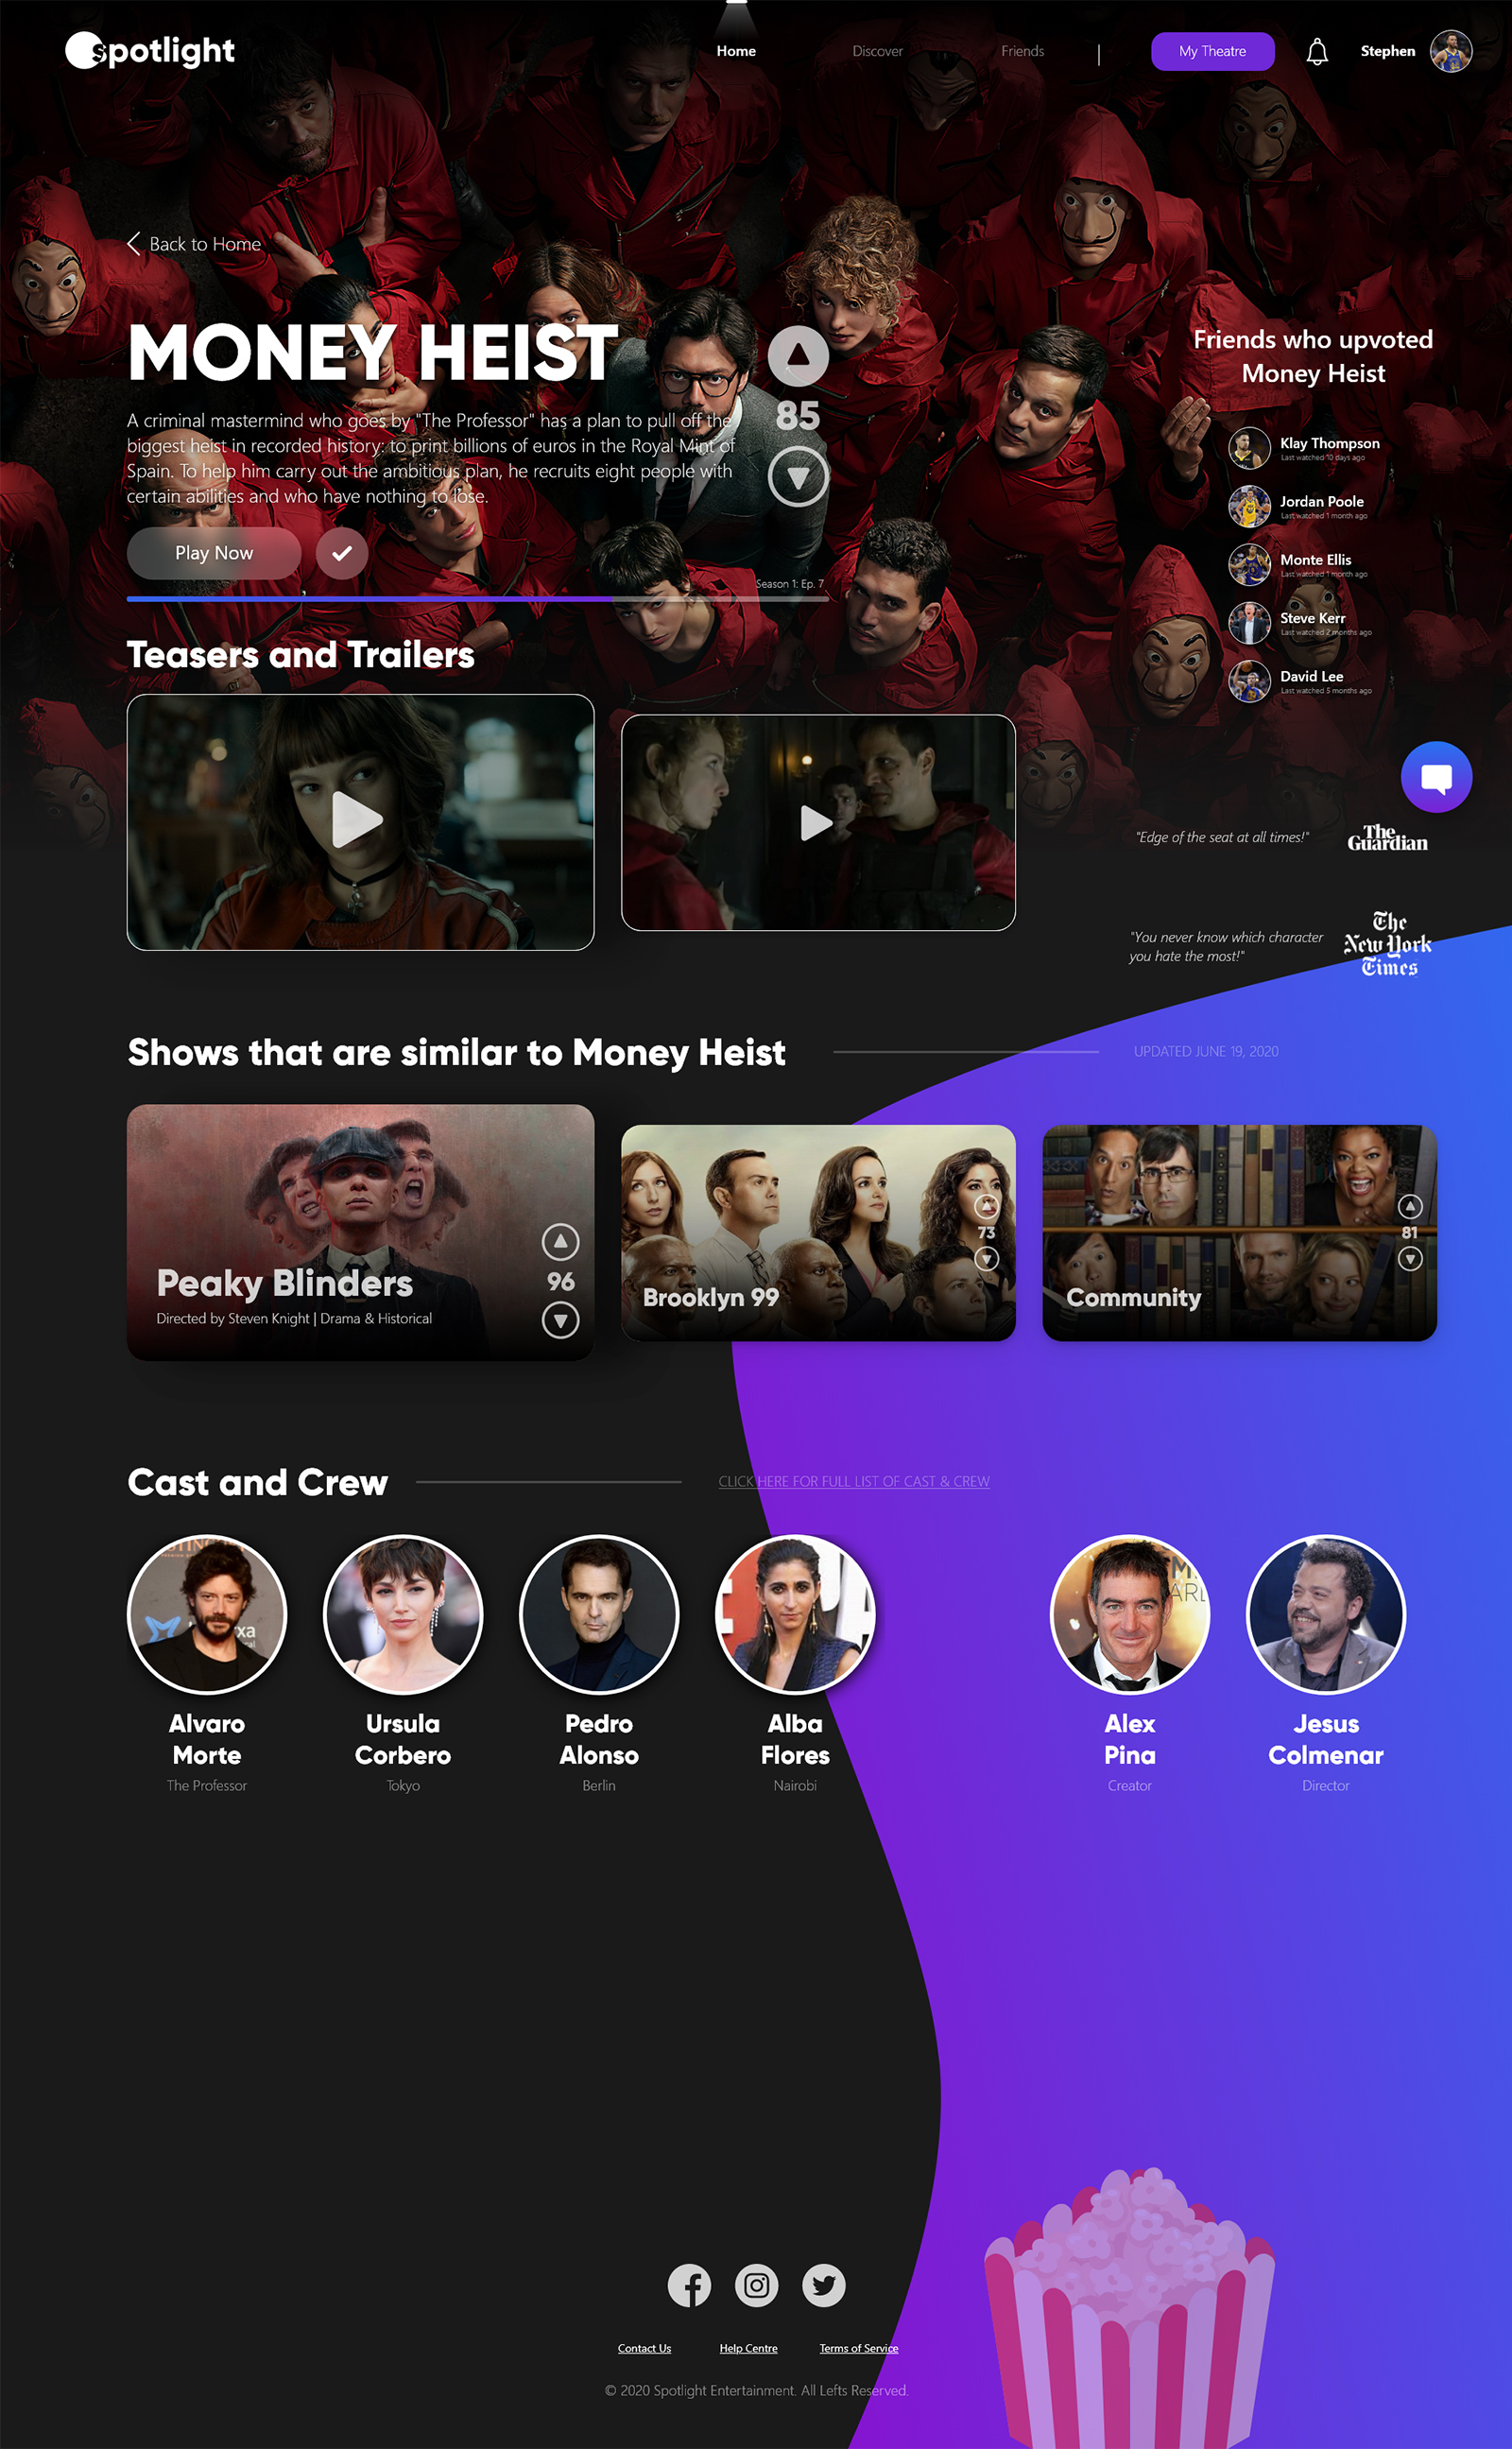 spotlight
Home
Discover
Friends
|
My Theatre
Stephen
Back to Home
MONEY HEIST
A criminal mastermind who goes by "The Professor" has a plan to pull off the
biggest heist in recorded history: to print billions of euros in the Royal Mint of
Spain. To help him carry out the ambitious plan, he recruits eight people with
certain abilities and who have nothing to lose.
85
Play Now
Season 1: Ep. 7
Friends who upvoted
Money Heist
Klay Thompson
Last watched 10 days ago
Jordan Poole
Last watched 1 month ago
Monte Ellis
Last watched 1 month ago
Steve Kerr
Last watched 2 months ago
David Lee
Last watched 5 months ago
Teasers and Trailers
"Edge of the seat at all times!"
The
Guardian
"You never know which character
you hate the most!"
The
New York
Times
Shows that are similar to Money Heist
UPDATED JUNE 19, 2020
Peaky Blinders
Directed by Steven Knight | Drama & Historical
96
Brooklyn 99
73
Community
81
Cast and Crew
CLICK HERE FOR FULL LIST OF CAST & CREW
Alvaro
Morte
The Professor
Ursula
Corbero
Tokyo
Pedro
Alonso
Berlin
Alba
Flores
Nairobi
Alex
Pina
Creator
Jesus
Colmenar
Director
Contact Us
Help Centre
Terms of Service
© 2020 Spotlight Entertainment. All Lefts Reserved.